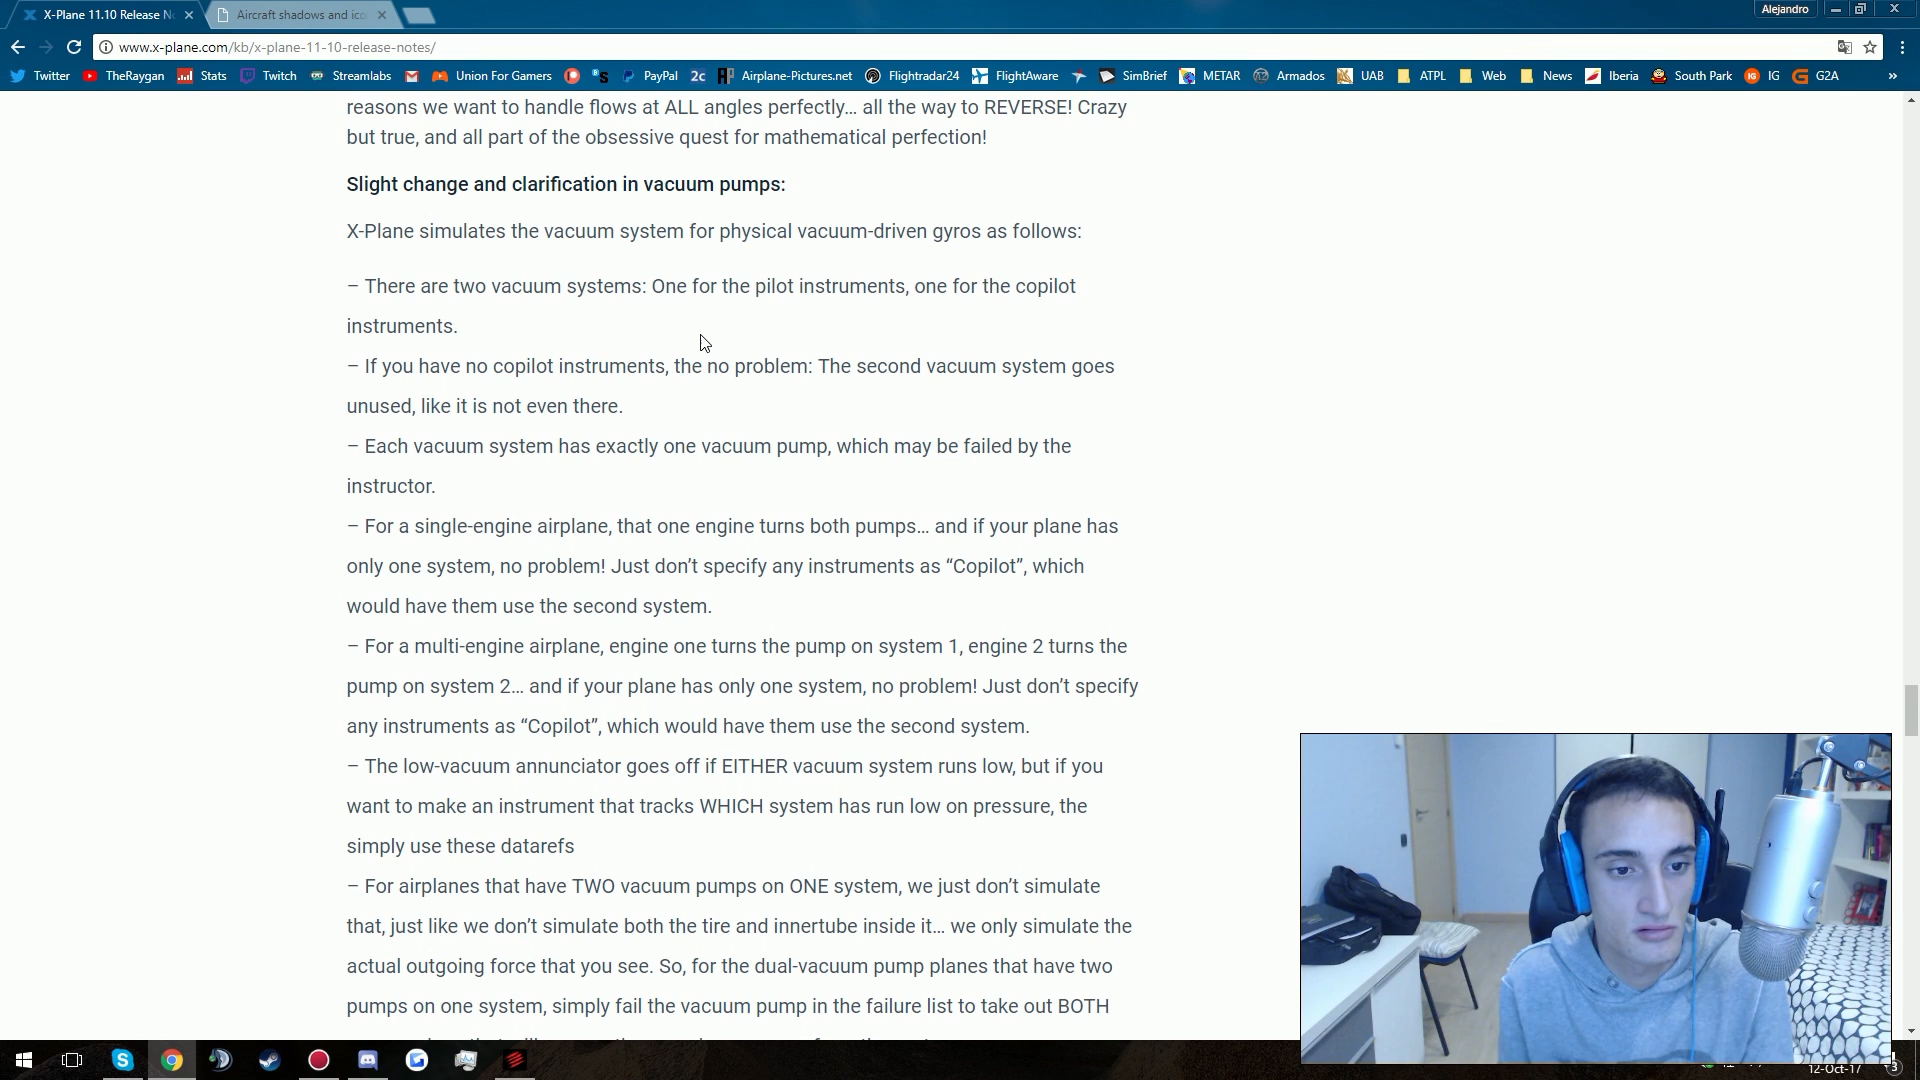 X-Plane 11.10 Release N
Aircraft shadows and ico
Alejandro
www.x-plane.com/kb/x-plane-11-10-release-notes/
Twitter TheRaygan Stats Twitch Streamlabs Union For Gamers PayPal 2c Airplane-Pictures.net Flightradar24 FlightAware SimBrief METAR Armados UAB ATPL Web News Iberia South Park IG G2A »
reasons we want to handle flows at ALL angles perfectly… all the way to REVERSE! Crazy
but true, and all part of the obsessive quest for mathematical perfection!
Slight change and clarification in vacuum pumps:
X-Plane simulates the vacuum system for physical vacuum-driven gyros as follows:
– There are two vacuum systems: One for the pilot instruments, one for the copilot
instruments.
– If you have no copilot instruments, the no problem: The second vacuum system goes
unused, like it is not even there.
– Each vacuum system has exactly one vacuum pump, which may be failed by the
instructor.
– For a single-engine airplane, that one engine turns both pumps… and if your plane has
only one system, no problem! Just don’t specify any instruments as “Copilot”, which
would have them use the second system.
– For a multi-engine airplane, engine one turns the pump on system 1, engine 2 turns the
pump on system 2… and if your plane has only one system, no problem! Just don’t specify
any instruments as “Copilot”, which would have them use the second system.
– The low-vacuum annunciator goes off if EITHER vacuum system runs low, but if you
want to make an instrument that tracks WHICH system has run low on pressure, the
simply use these datarefs
– For airplanes that have TWO vacuum pumps on ONE system, we just don’t simulate
that, just like we don’t simulate both the tire and innertube inside it… we only simulate the
actual outgoing force that you see. So, for the dual-vacuum pump planes that have two
pumps on one system, simply fail the vacuum pump in the failure list to take out BOTH
12-Oct-17
3